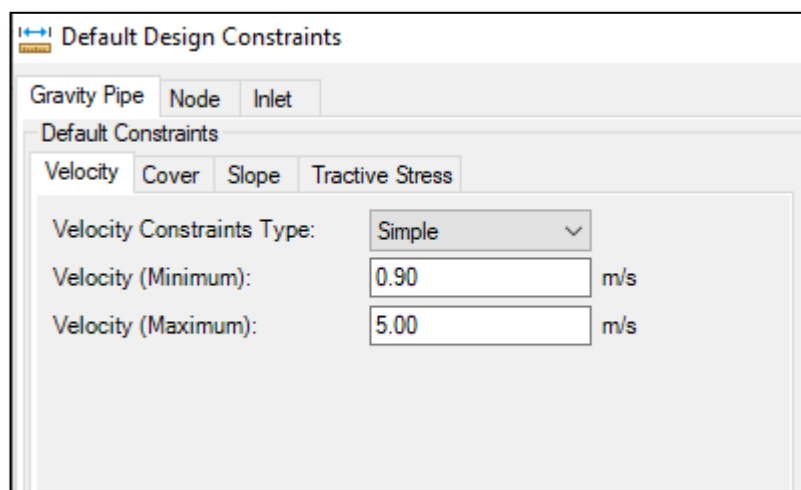 Default Design Constraints
Gravity Pipe Node Inlet
Default Constraints
Velocity Cover Slope Tractive Stress
Velocity Constraints Type: Simple
Velocity (Minimum): 0.90 m/s
Velocity (Maximum): 5.00 m/s